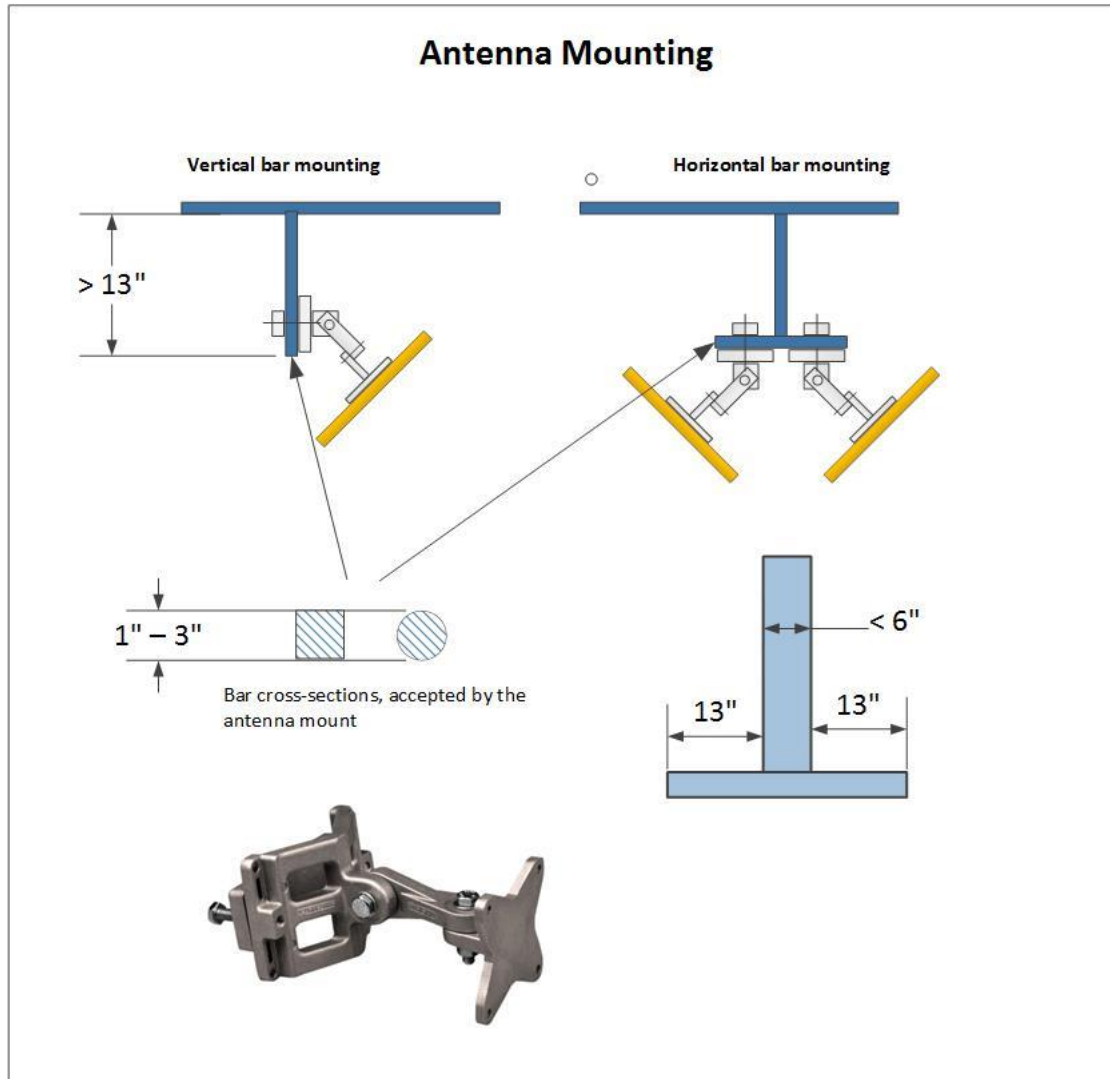 Antenna Mounting
Vertical bar mounting
Horizontal bar mounting
> 13"
1" – 3"
< 6"
13"
13"
Bar cross-sections, accepted by the
antenna mount